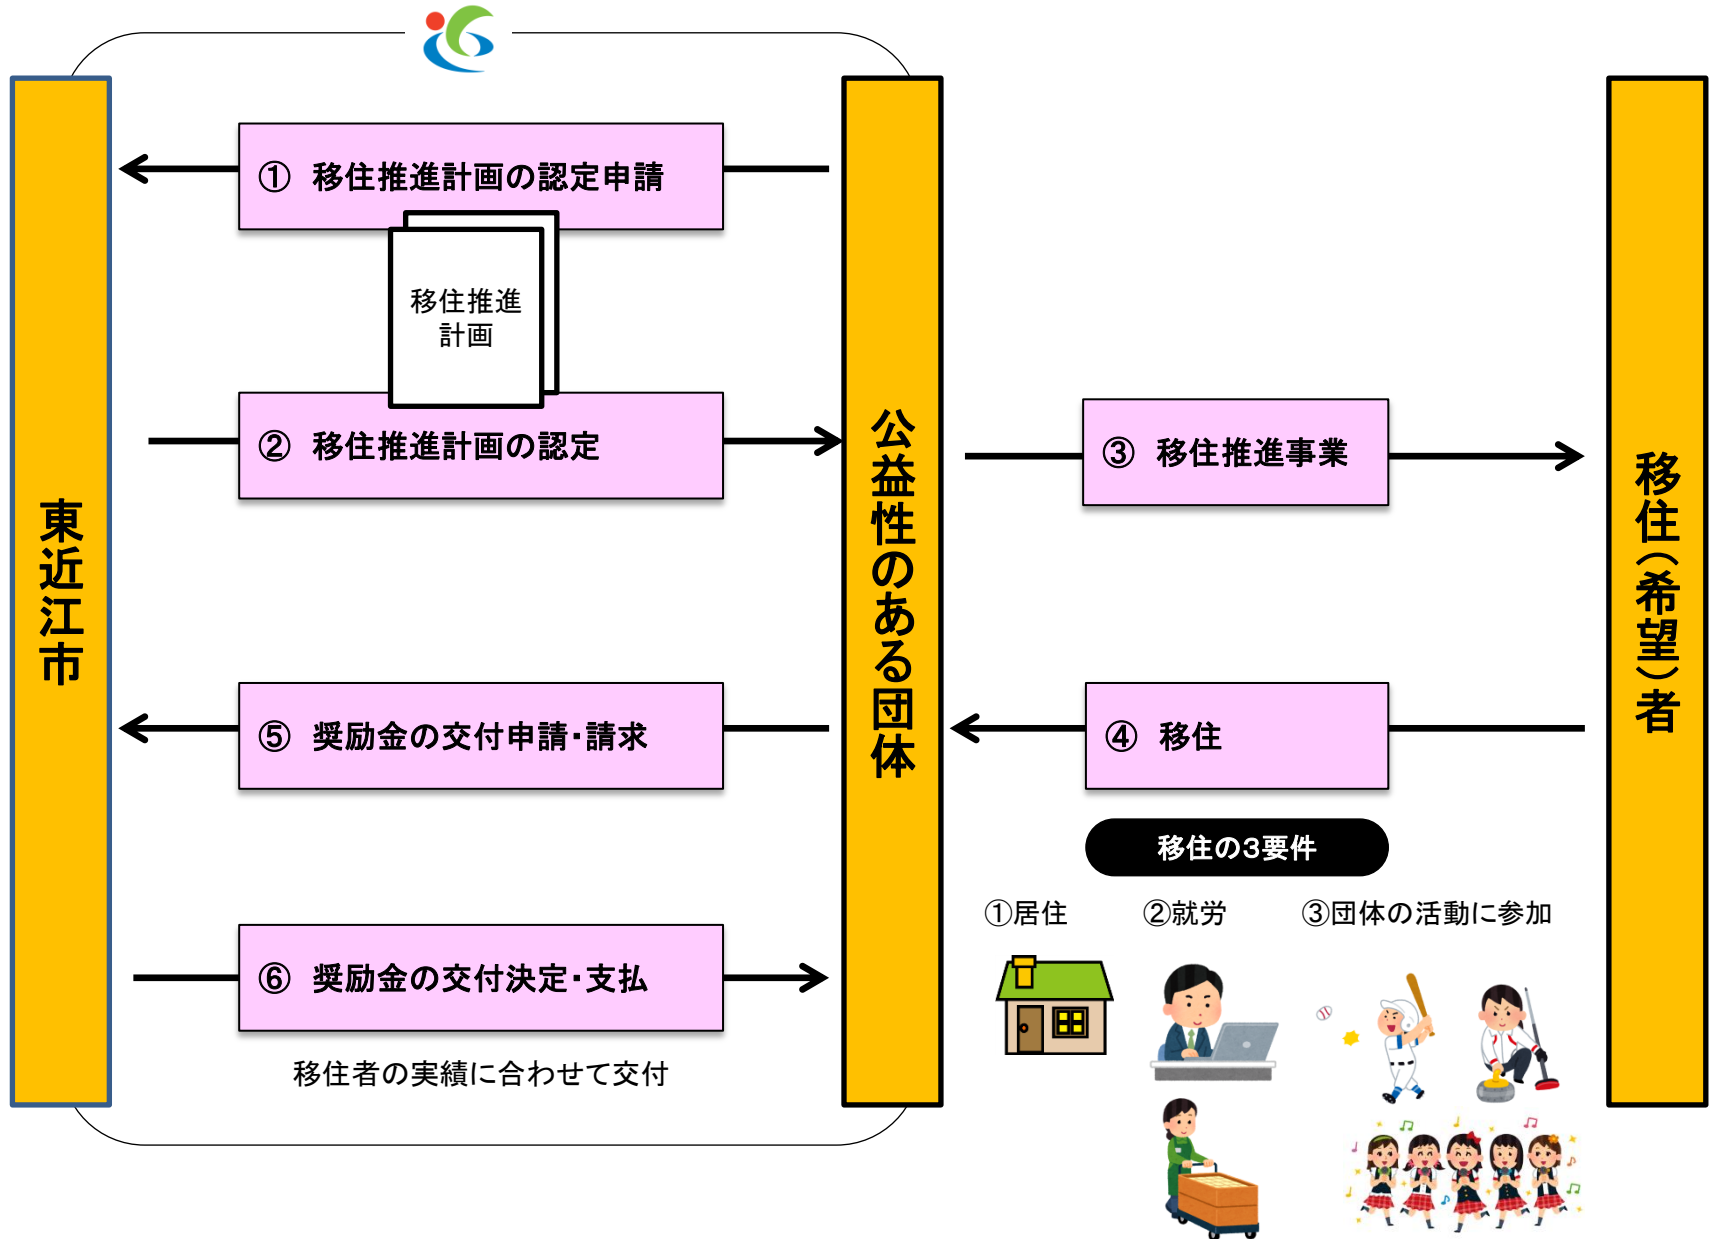 東近江市
① 移住推進計画の認定申請
移住推進
計画
② 移住推進計画の認定
⑤ 奨励金の交付申請・請求
⑥ 奨励金の交付決定・支払
移住者の実績に合わせて交付
公益性のある団体
③ 移住推進事業
④ 移住
移住の3要件
①居住
②就労
③団体の活動に参加
移住(希望)者